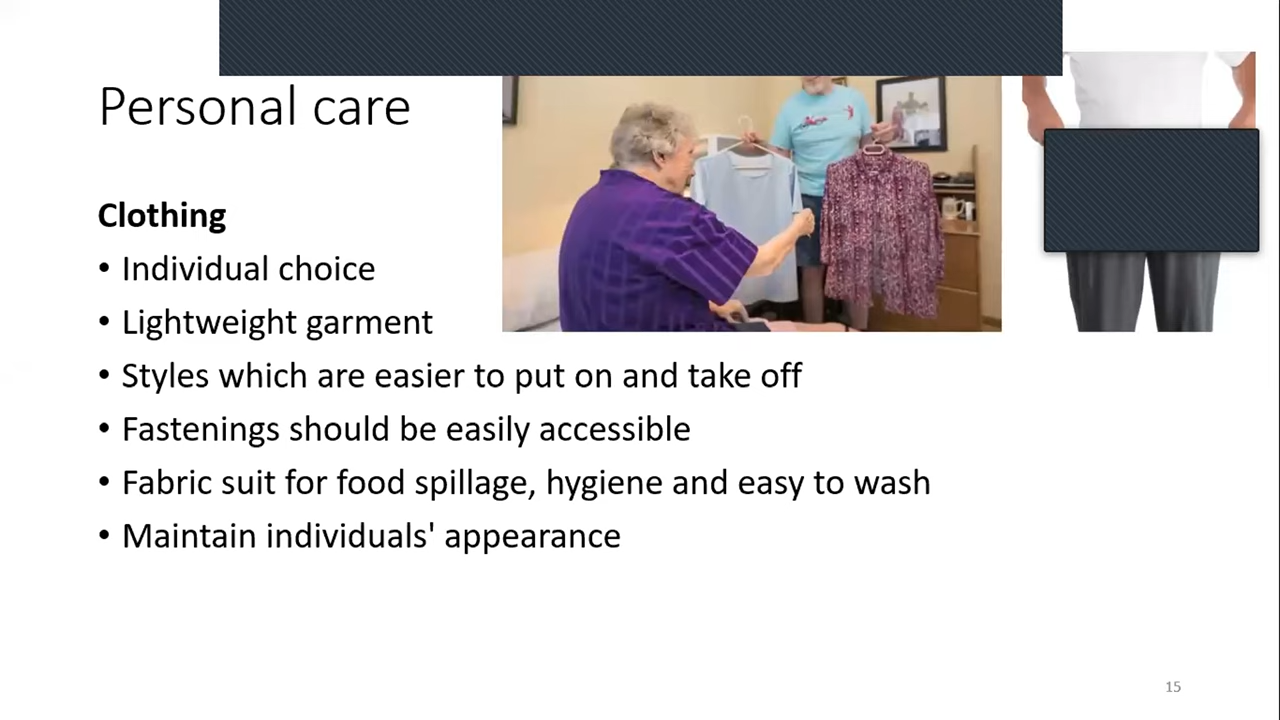 Personal care
Clothing
• Individual choice
• Lightweight garment
• Styles which are easier to put on and take off
• Fastenings should be easily accessible
• Fabric suit for food spillage, hygiene and easy to wash
• Maintain individuals' appearance
15